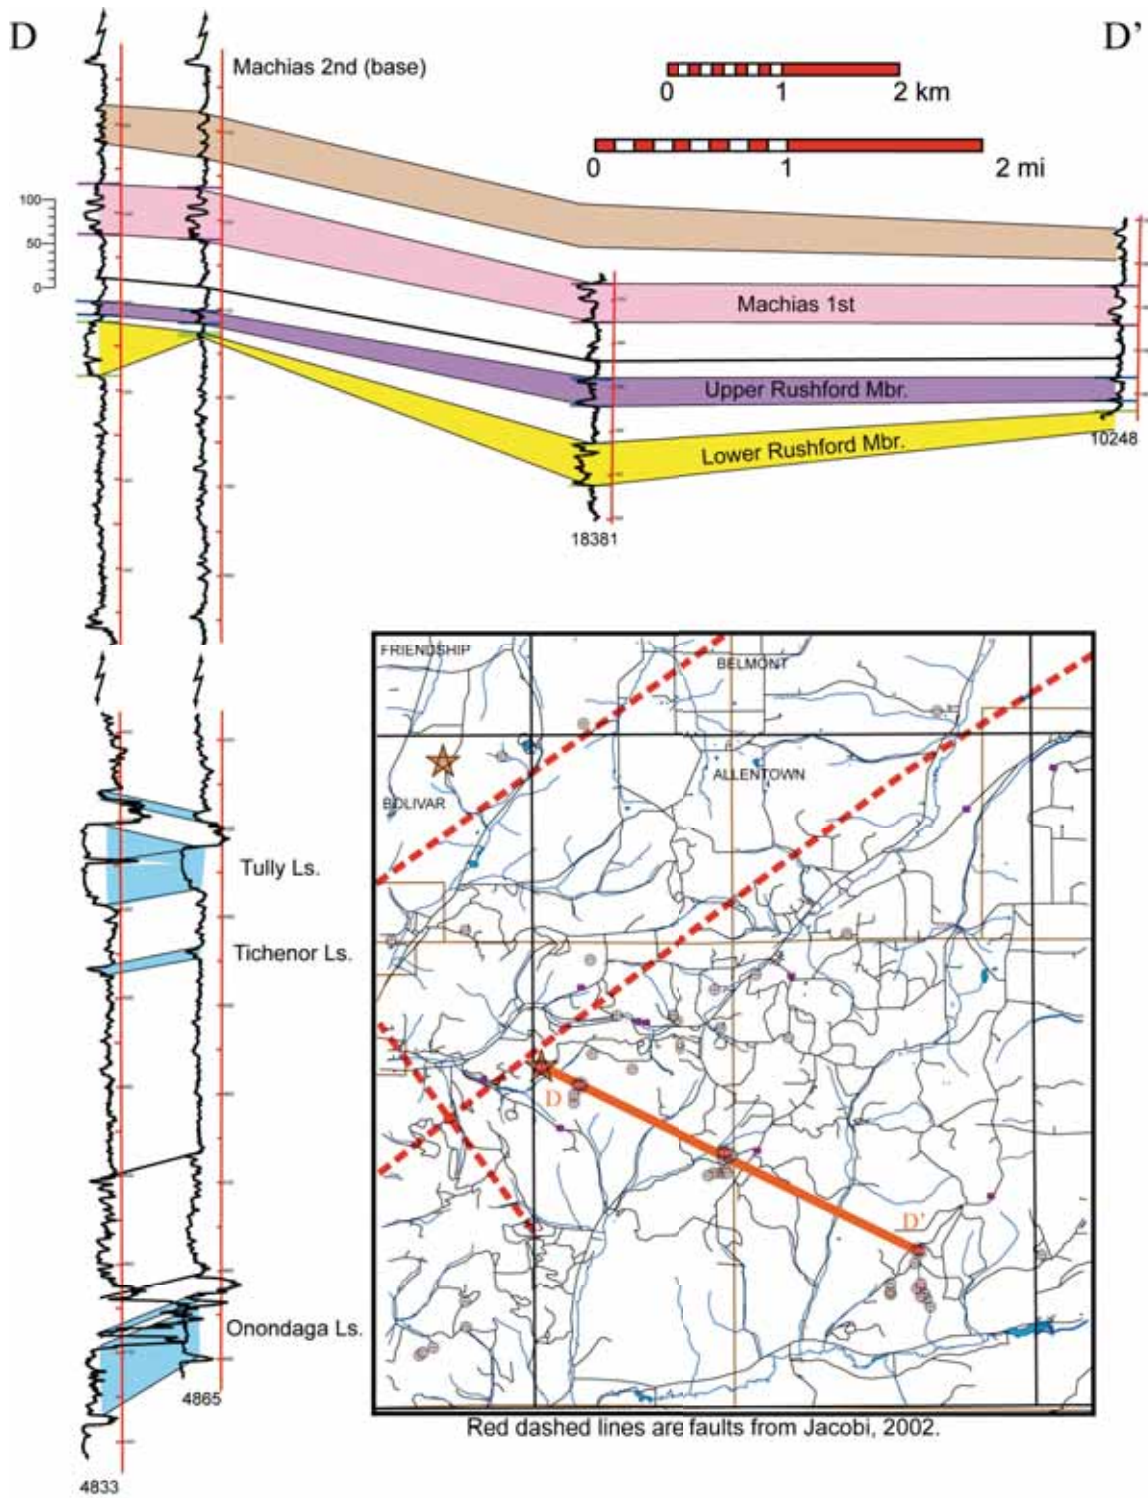 D
D'
Machias 2nd (base)
0 1 2 km
0 1 2 mi
100
50
0
Machias 1st
Upper Rushford Mbr.
Lower Rushford Mbr.
10248
18381
FRIENDSHIP
BELMONT
ALLENTOWN
BOLIVAR
Tully Ls.
Tichenor Ls.
D
D'
Onondaga Ls.
4865
4833
Red dashed lines are faults from Jacobi, 2002.